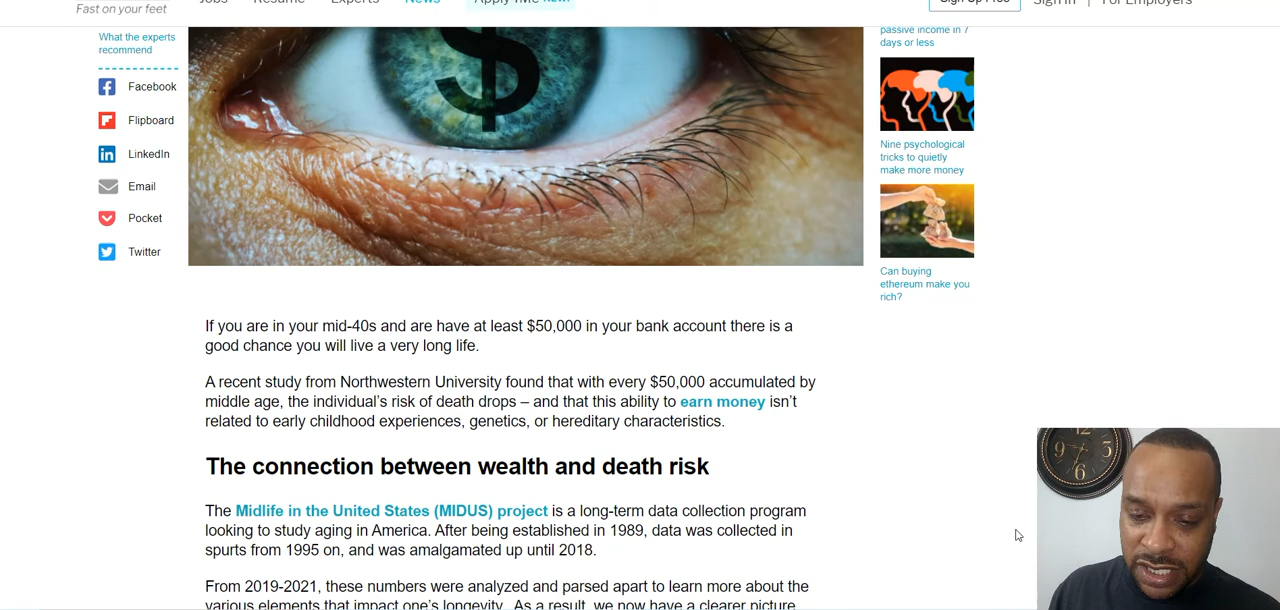 Fast on your feet
Jobs
Resume
Experts
News
Apply4Me NEW!
Sign Up Free
Sign In | For Employers
What the experts
recommend
Facebook
Flipboard
LinkedIn
Email
Pocket
Twitter
passive income in 7
days or less
Nine psychological
tricks to quietly
make more money
Can buying
ethereum make you
rich?
$
If you are in your mid-40s and are have at least $50,000 in your bank account there is a
good chance you will live a very long life.
A recent study from Northwestern University found that with every $50,000 accumulated by
middle age, the individual's risk of death drops – and that this ability to earn money isn't
related to early childhood experiences, genetics, or hereditary characteristics.
The connection between wealth and death risk
The Midlife in the United States (MIDUS) project is a long-term data collection program
looking to study aging in America. After being established in 1989, data was collected in
spurts from 1995 on, and was amalgamated up until 2018.
From 2019-2021, these numbers were analyzed and parsed apart to learn more about the
various elements that impact one's longevity. As a result, we now have a clearer picture
12
9 3
6